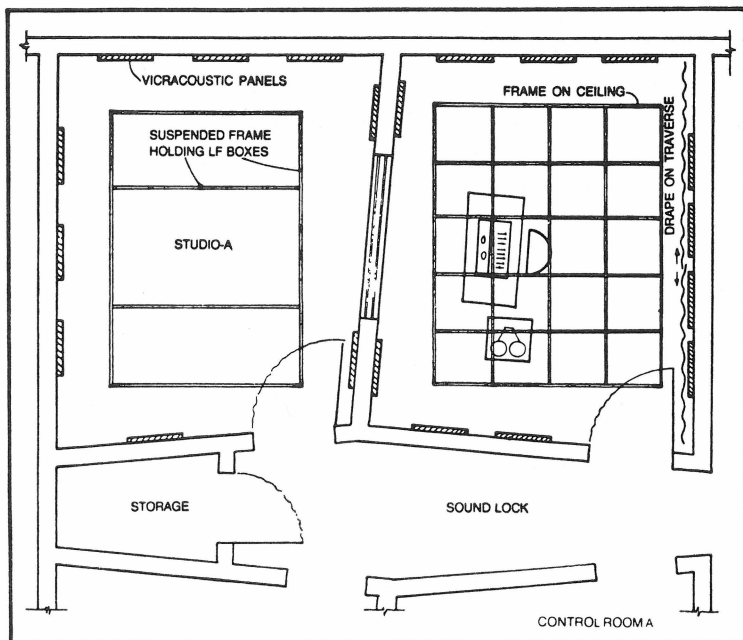 VICRACOUSTIC PANELS
FRAME ON CEILING
SUSPENDED FRAME
HOLDING LF BOXES
DRAPE ON TRAVERSE
STUDIO-A
STORAGE
SOUND LOCK
CONTROL ROOM A